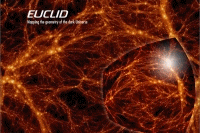 EUCLID
Mapping the geometry of the dark Universe